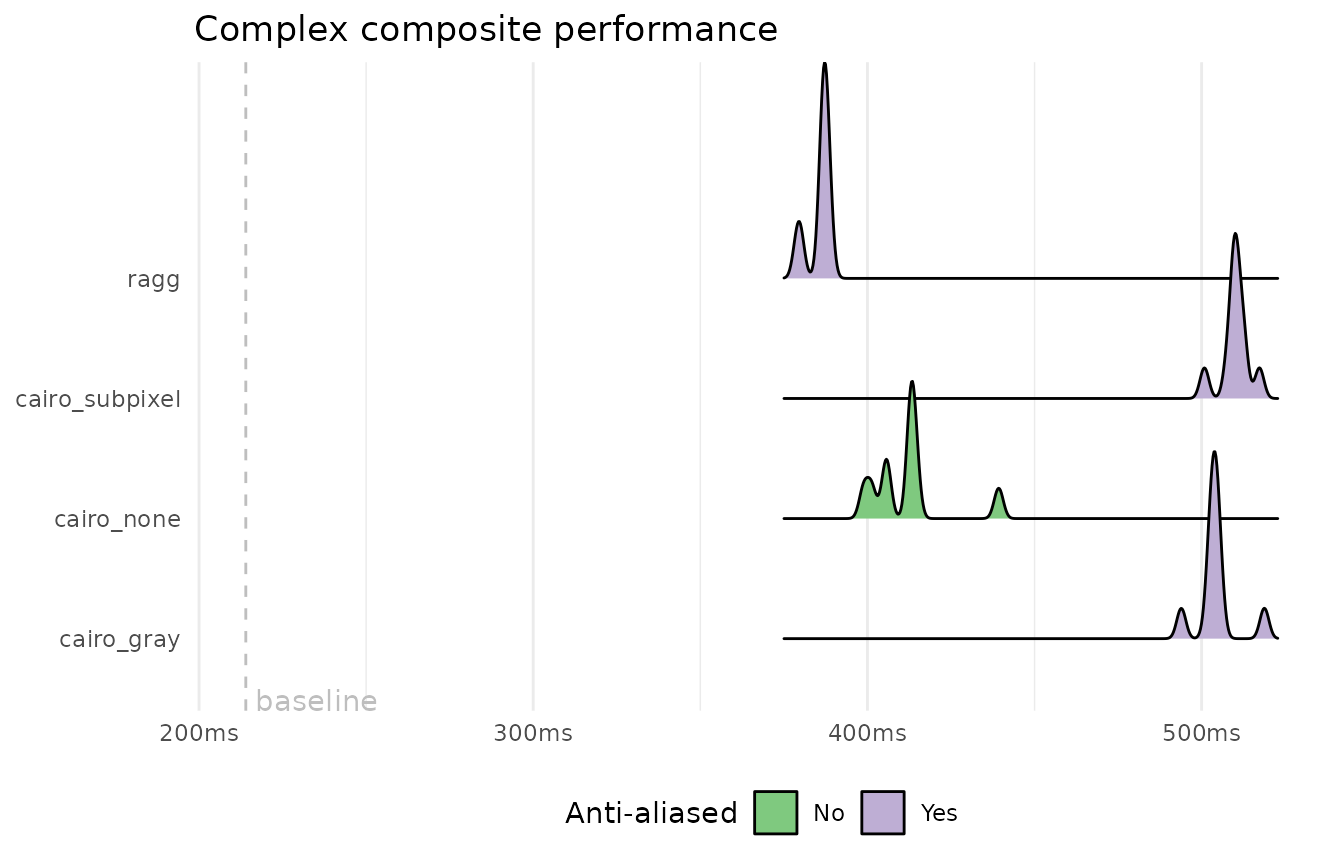 Complex composite performance
ragg
cairo_subpixel
cairo_none
cairo_gray
baseline
200ms 300ms 400ms 500ms
Anti-aliased No Yes